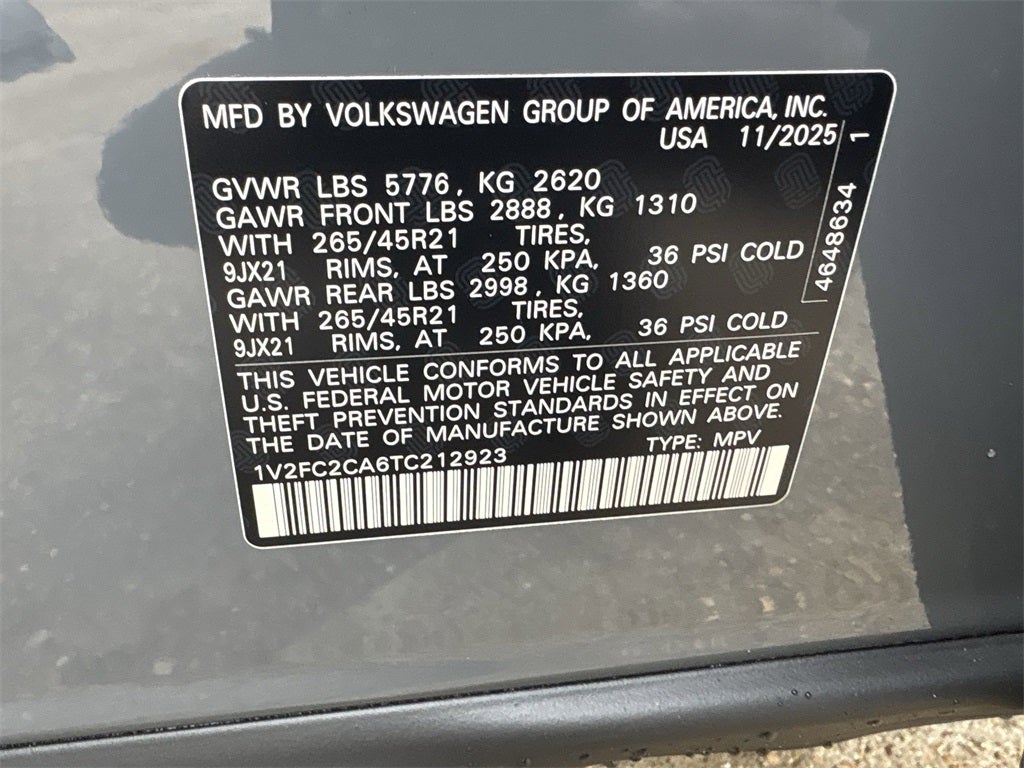 MFD BY VOLKSWAGEN GROUP OF AMERICA, INC.
USA 11/2025
GVWR LBS 5776, KG 2620
GAWR FRONT LBS 2888, KG 1310
WITH 265/45R21 TIRES,
9JX21 RIMS, AT 250 KPA, 36 PSI COLD
GAWR REAR LBS 2998, KG 1360
WITH 265/45R21 TIRES,
9JX21 RIMS, AT 250 KPA, 36 PSI COLD
4648634 1
THIS VEHICLE CONFORMS TO ALL APPLICABLE
U.S. FEDERAL MOTOR VEHICLE SAFETY AND
THEFT PREVENTION STANDARDS IN EFFECT ON
THE DATE OF MANUFACTURE SHOWN ABOVE.
1V2FC2CA6TC212923 TYPE: MPV